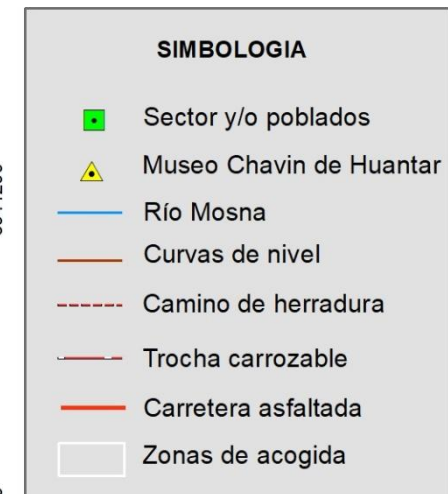 SIMBOLOGIA
Sector y/o poblados
Museo Chavin de Huantar
Río Mosna
Curvas de nivel
Camino de herradura
Trocha carrozable
Carretera asfaltada
Zonas de acogida